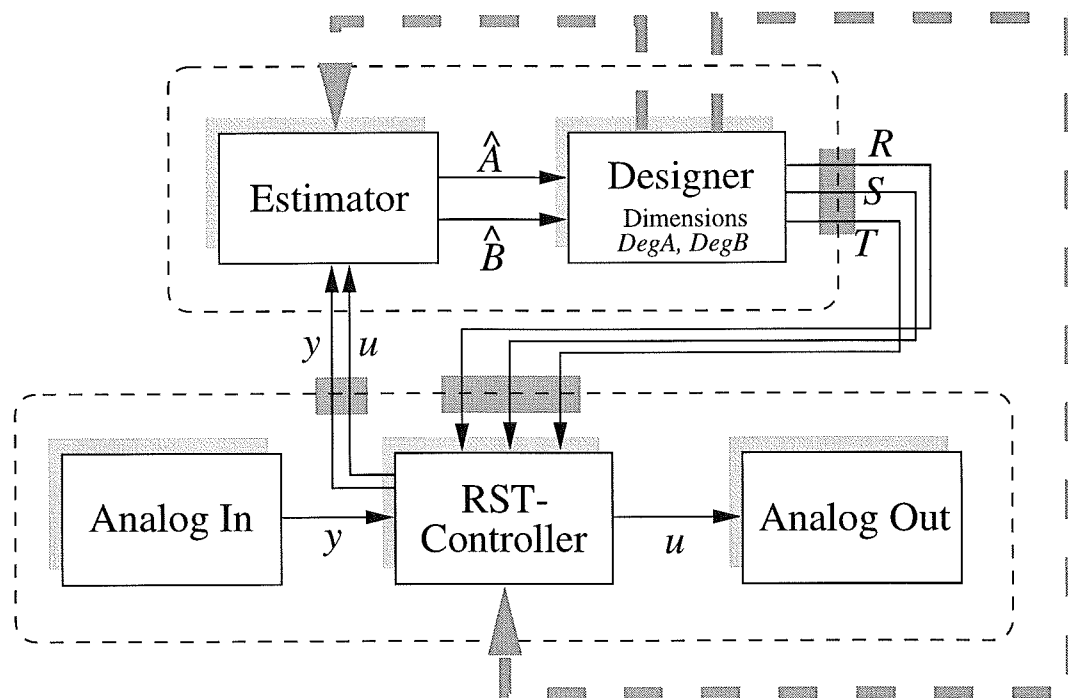 Estimator
Â
B̂
Designer
Dimensions
DegA, DegB
R
S
T
y
u
Analog In
y
RST-
Controller
u
Analog Out